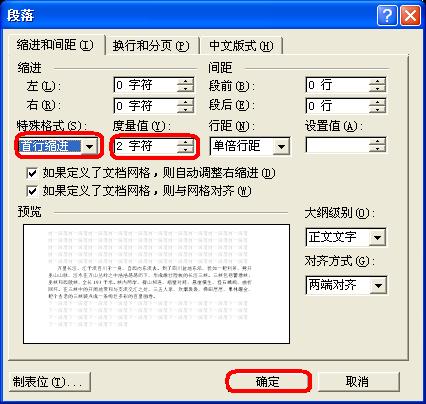 段落
缩进和间距(I) 换行和分页(P) 中文版式(H)
缩进 间距
左(L): 0 字符 段前(B): 0 行
右(R): 0 字符 段后(E): 0 行
特殊格式(S): 度量值(Y): 行距(N): 设置值(A):
首行缩进 2 字符 单倍行距
如果定义了文档网格，则自动调整右缩进(D)
如果定义了文档网格，则与网格对齐(W)
预览 大纲级别(O):
正文文字
对齐方式(G):
两端对齐
制表位(T)... 确定 取消